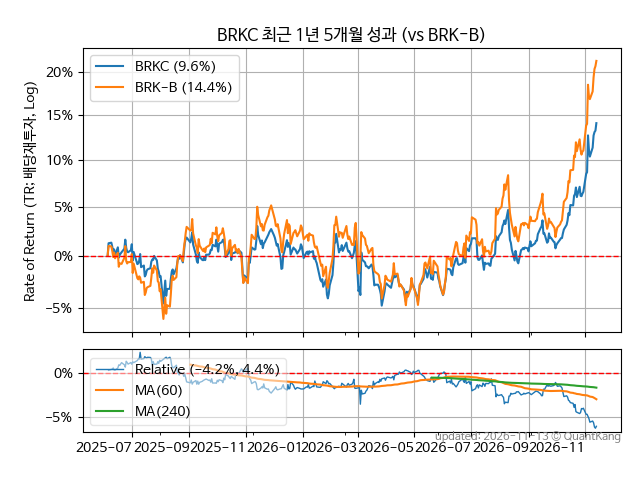 BRKC 최근 1년 5개월 성과 (vs BRK-B)
Rate of Return (TR: 배당재투자, Log)
BRKC (9.6%)
BRK-B (14.4%)
20%
15%
10%
5%
0%
−5%
Relative (−4.2%, 4.4%)
MA(60)
MA(240)
0%
−5%
2025-07 2025-09 2025-11 2026-01 2026-03 2026-05 2026-07 2026-09 2026-11
updated: 2026-11-13 © QuantKang